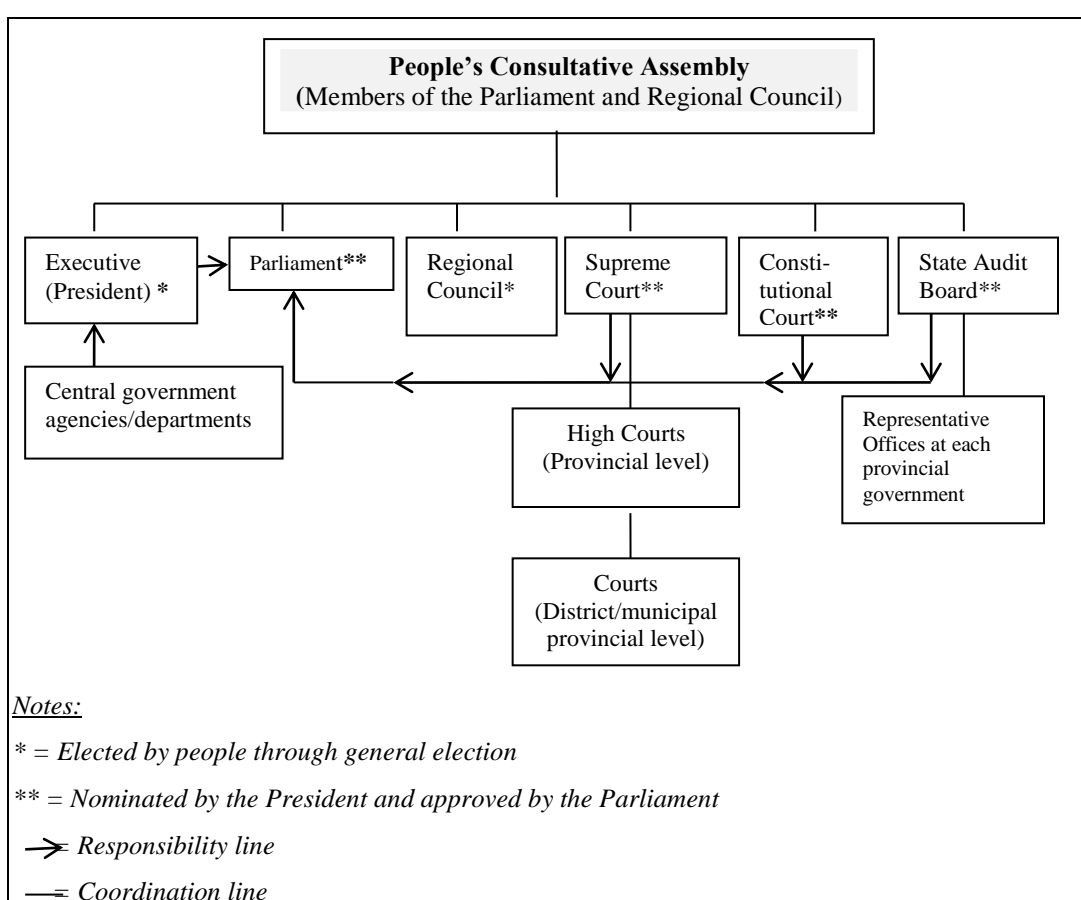 People's Consultative Assembly
(Members of the Parliament and Regional Council)
Executive
(President) *
Parliament**
Regional
Council*
Supreme
Court**
Consti-
tutional
Court**
State Audit
Board**
Central government
agencies/departments
High Courts
(Provincial level)
Representative
Offices at each
provincial
government
Courts
(District/municipal
provincial level)
Notes:
* = Elected by people through general election
** = Nominated by the President and approved by the Parliament
= Responsibility line
= Coordination line